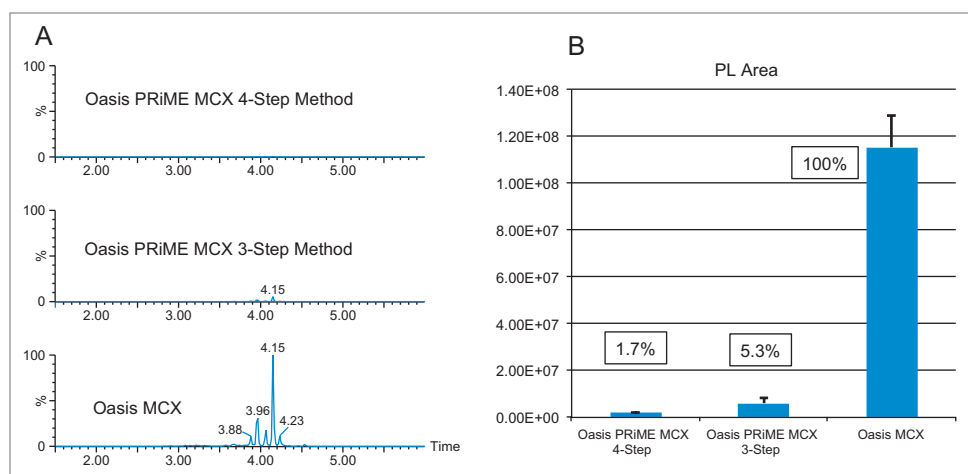 A
100
%
0
Oasis PRiME MCX 4-Step Method
2.00 3.00 4.00 5.00
100
%
0
Oasis PRiME MCX 3-Step Method
4.15
2.00 3.00 4.00 5.00
100
%
0
Oasis MCX
4.15
3.96
3.88
4.23
Time
2.00 3.00 4.00 5.00
B
PL Area
1.40E+08
1.20E+08
1.00E+08
8.00E+07
6.00E+07
4.00E+07
2.00E+07
0.00E+00
100%
1.7%
5.3%
Oasis PRiME MCX
4-Step
Oasis PRiME MCX
3-Step
Oasis MCX